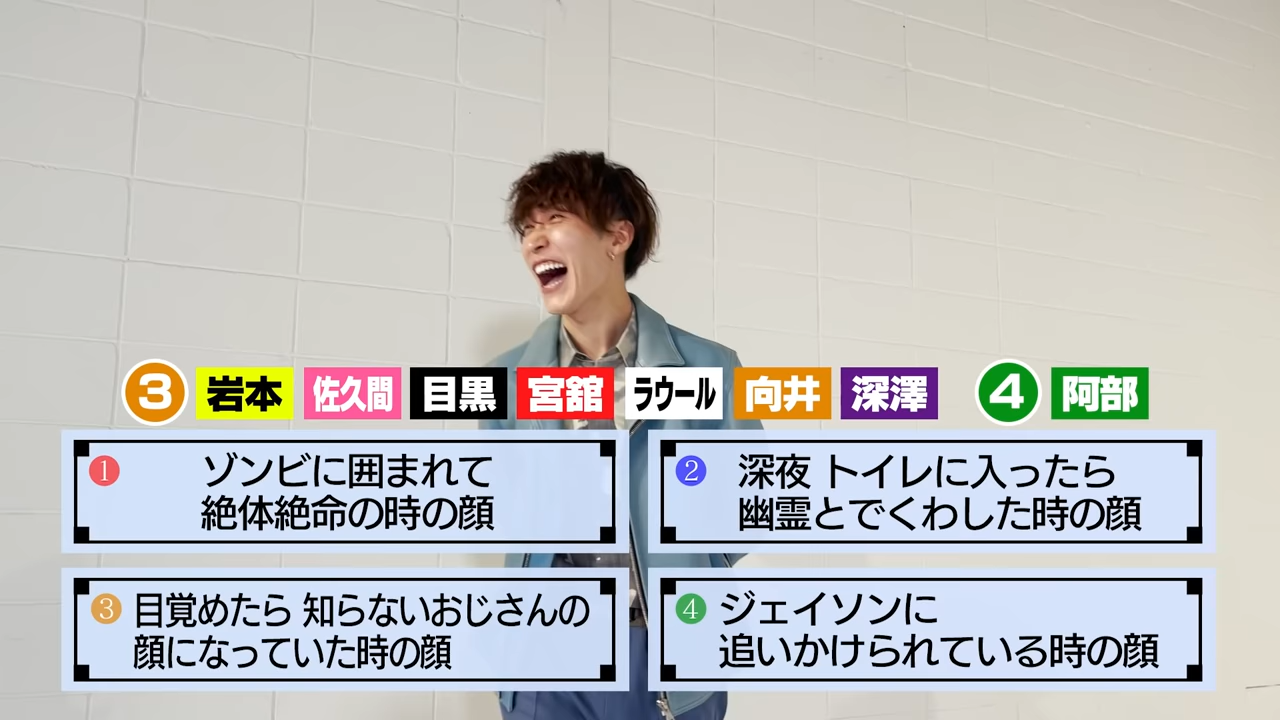 ③ 岩本 佐久間 目黒 宮舘 ラウール 向井 深澤 ④ 阿部
① ゾンビに囲まれて
絶体絶命の時の顔
② 深夜 トイレに入ったら
幽霊とでくわした時の顔
③ 目覚めたら 知らないおじさんの
顔になっていた時の顔
④ ジェイソンに
追いかけられている時の顔